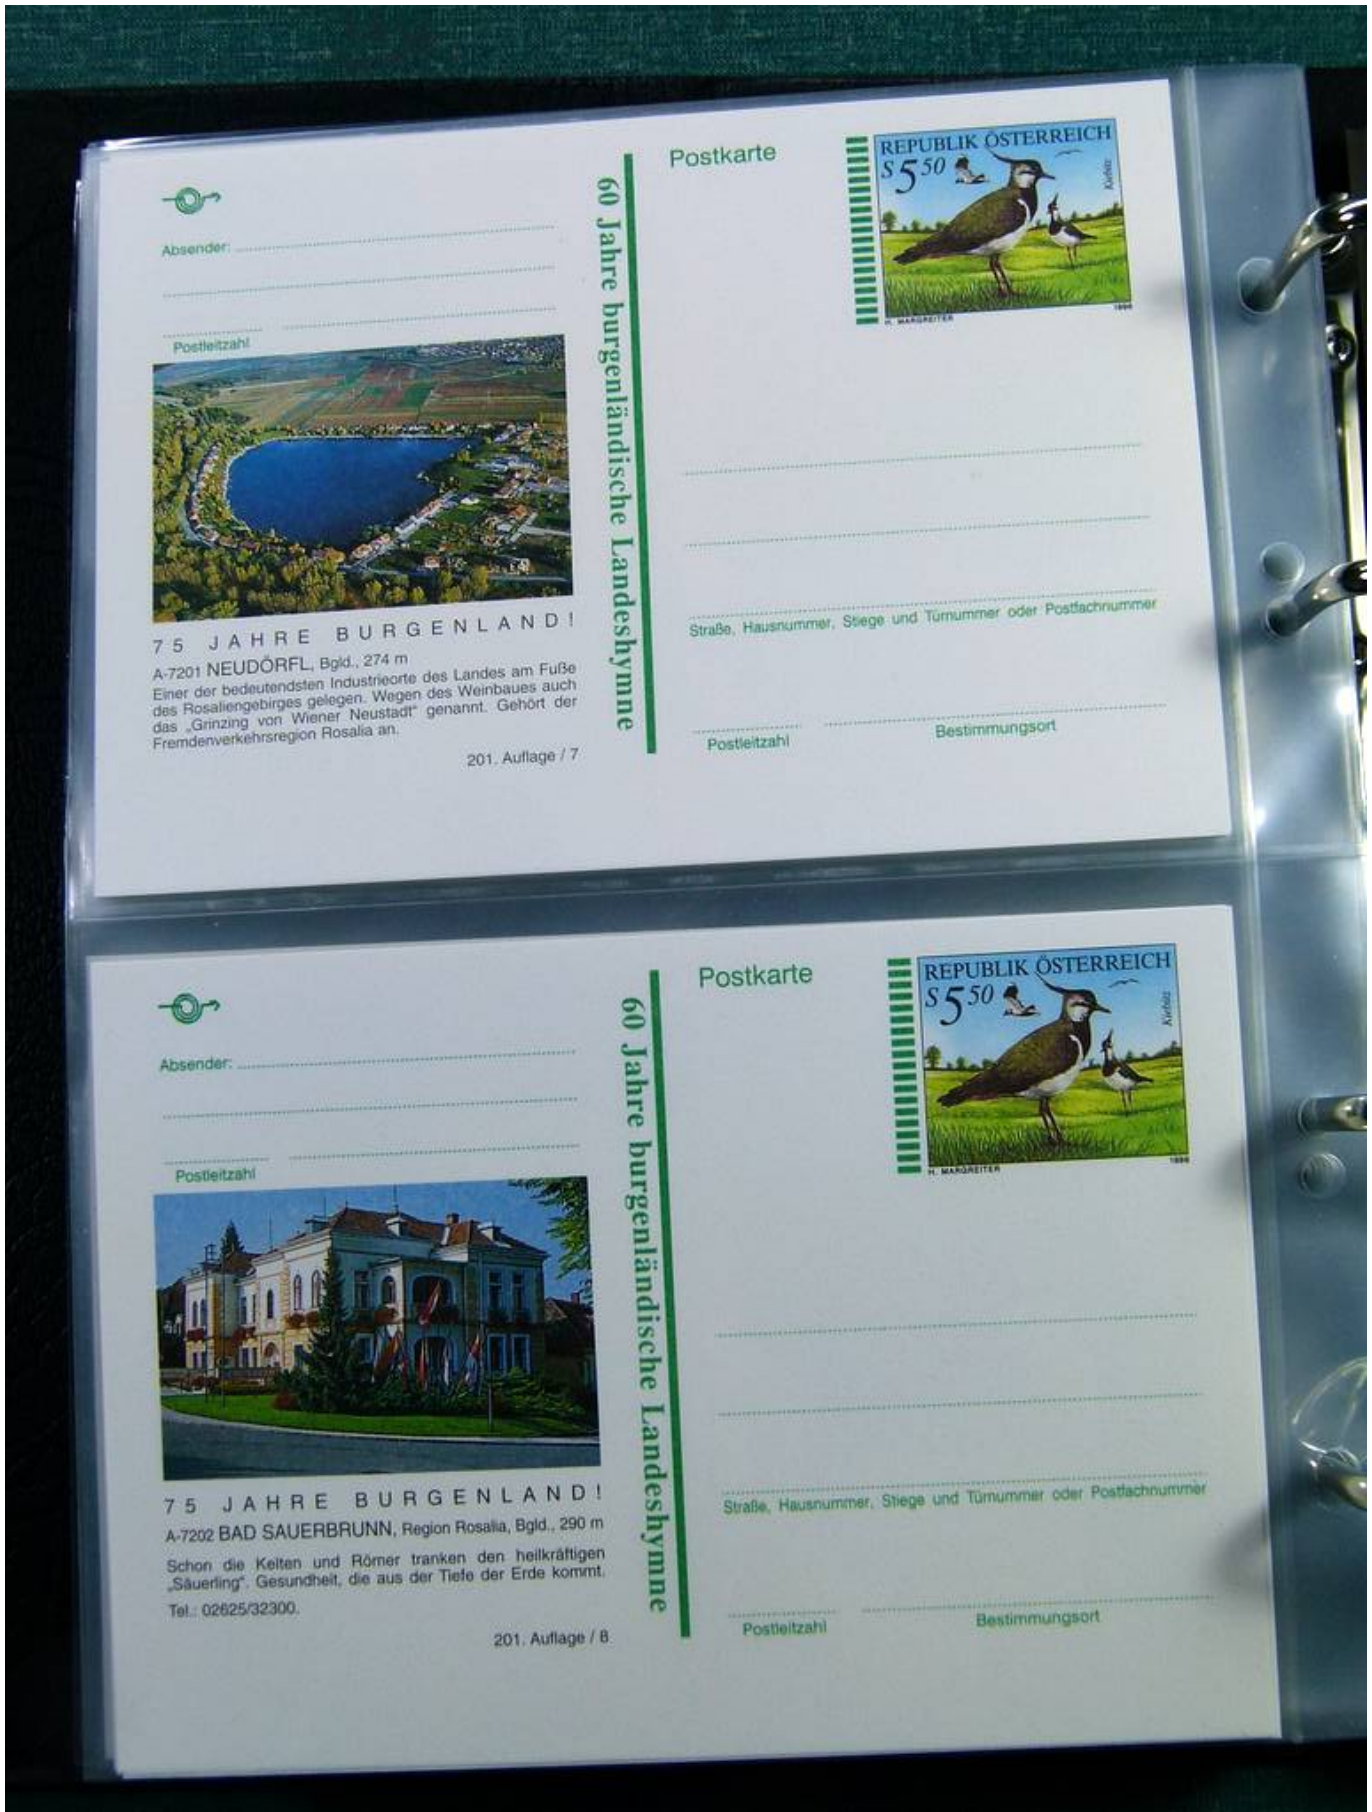 Postkarte
REPUBLIK ÖSTERREICH
S 5 50
Kiebitz
H. MARGREITER
1996
Absender:
Postleitzahl
60 Jahre burgenländische Landeshymne
75 JAHRE BURGENLAND!
A-7201 NEUDÖRFL, Bgld., 274 m
Einer der bedeutendsten Industrieorte des Landes am Fuße
des Rosaliengebirges gelegen. Wegen des Weinbaues auch
das „Grinzing von Wiener Neustadt“ genannt. Gehört der
Fremdenverkehrsregion Rosalia an.
201. Auflage / 7
Straße, Hausnummer, Stiege und Türnummer oder Postfachnummer
Postleitzahl
Bestimmungsort
Postkarte
REPUBLIK ÖSTERREICH
S 5 50
Kiebitz
H. MARGREITER
1996
Absender:
Postleitzahl
60 Jahre burgenländische Landeshymne
75 JAHRE BURGENLAND!
A-7202 BAD SAUERBRUNN, Region Rosalia, Bgld., 290 m
Schon die Kelten und Römer tranken den heilkräftigen
„Säuerling“. Gesundheit, die aus der Tiefe der Erde kommt.
Tel.: 02625/32300.
201. Auflage / 8
Straße, Hausnummer, Stiege und Türnummer oder Postfachnummer
Postleitzahl
Bestimmungsort